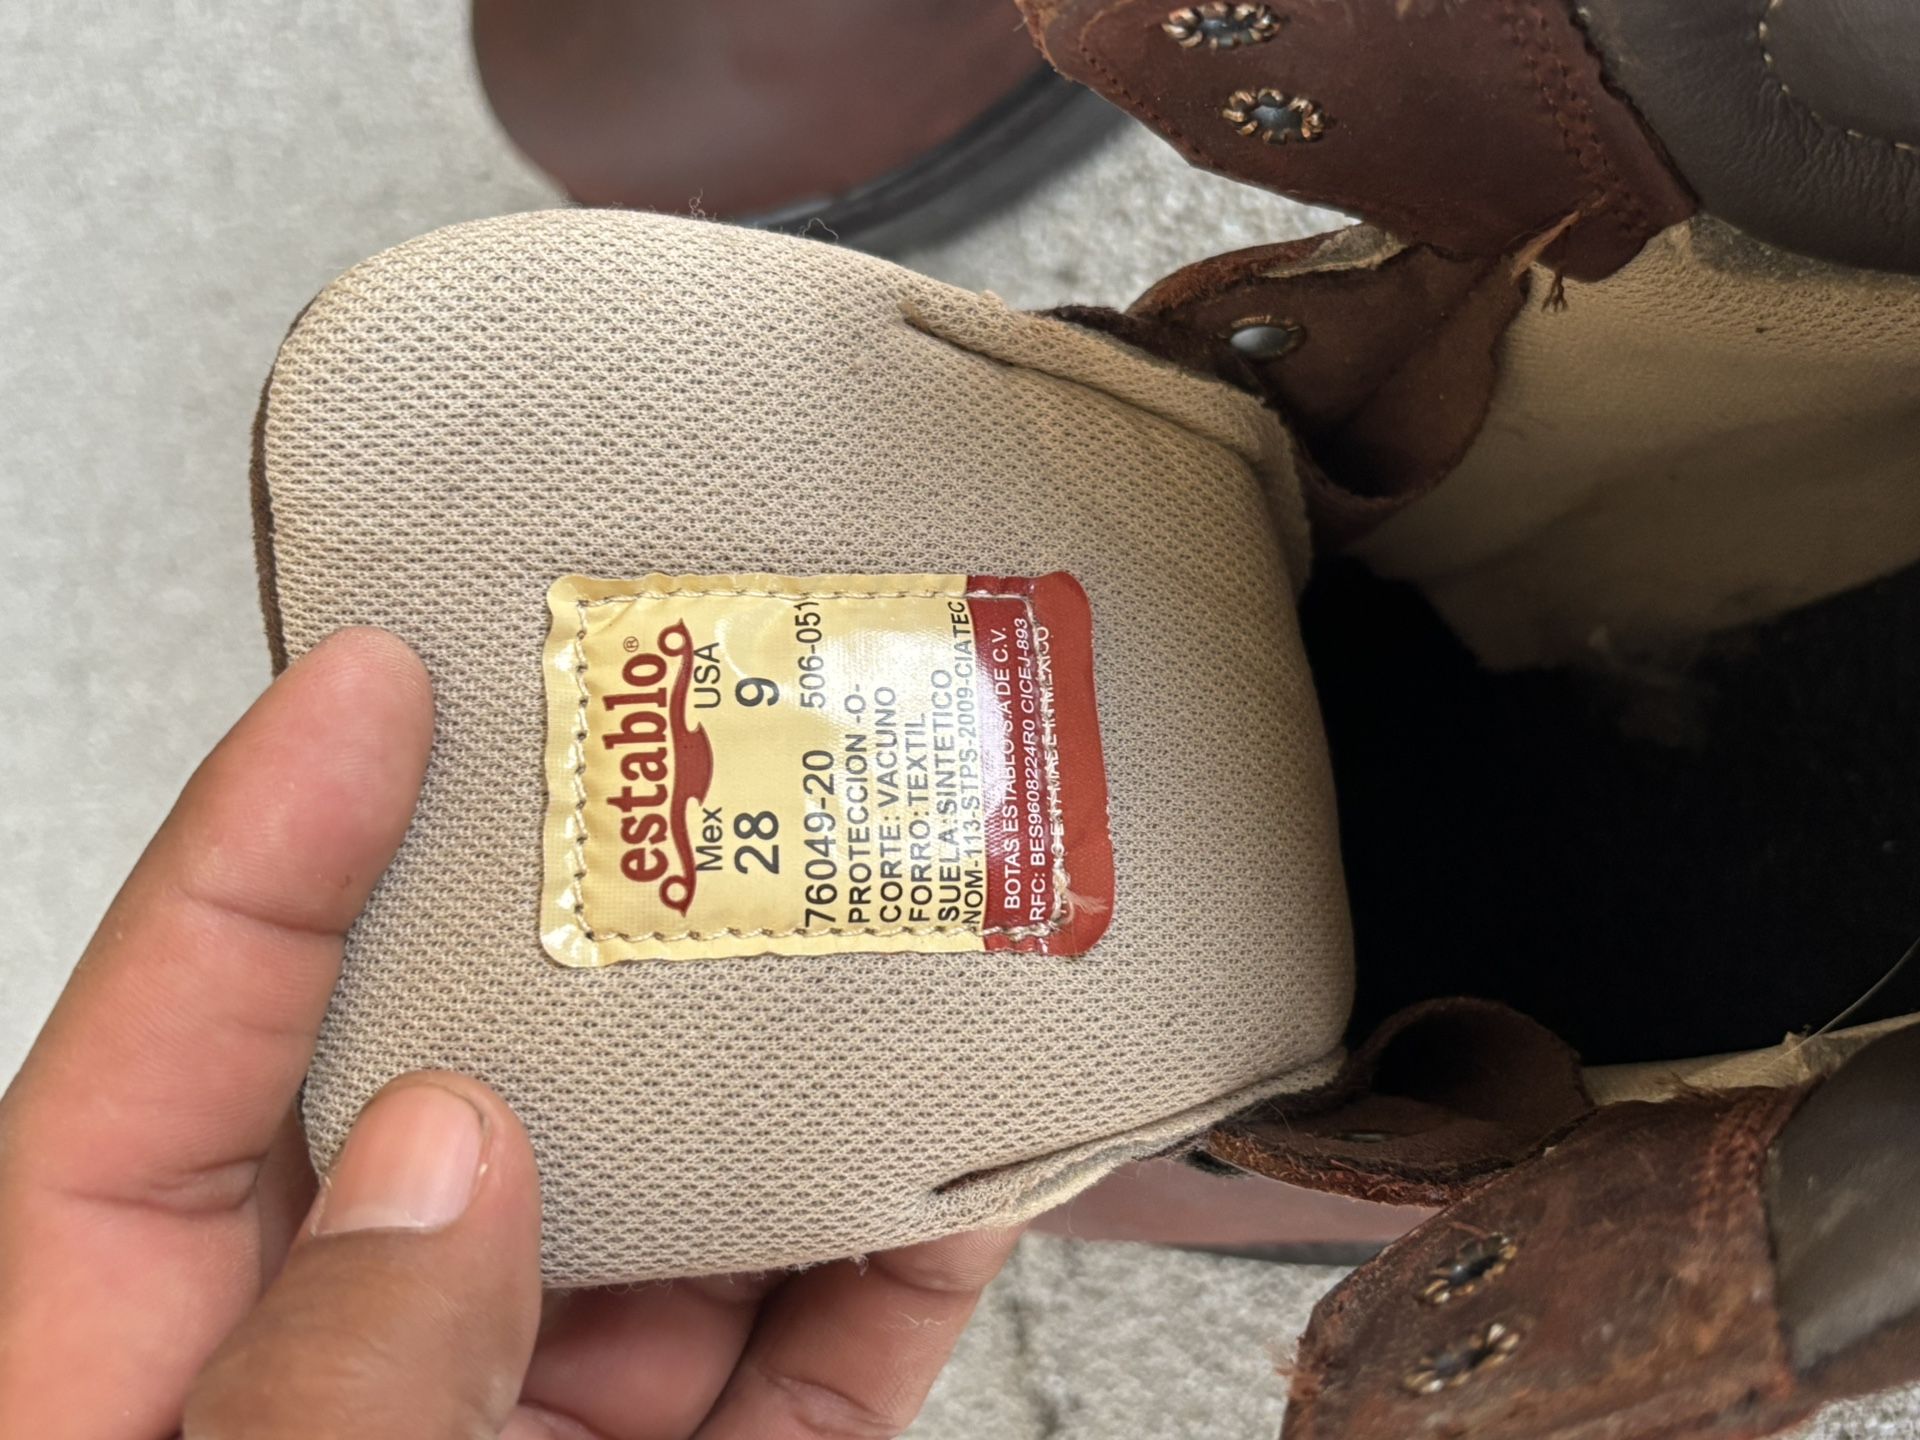 establo®
Mex USA
28 9
76049-20 506-051
PROTECCION -O-
CORTE: VACUNO
FORRO: TEXTIL
SUELA:SINTETICO
NOM-113-STPS-2009-CIATEC
BOTAS ESTABLO S.A DE C.V.
RFC: BES9608224R0 CICEJ-893
MEXICO